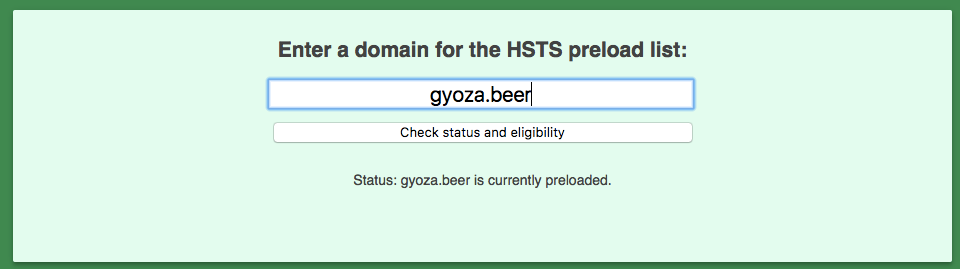 Enter a domain for the HSTS preload list:
gyoza.beer
Check status and eligibility
Status: gyoza.beer is currently preloaded.